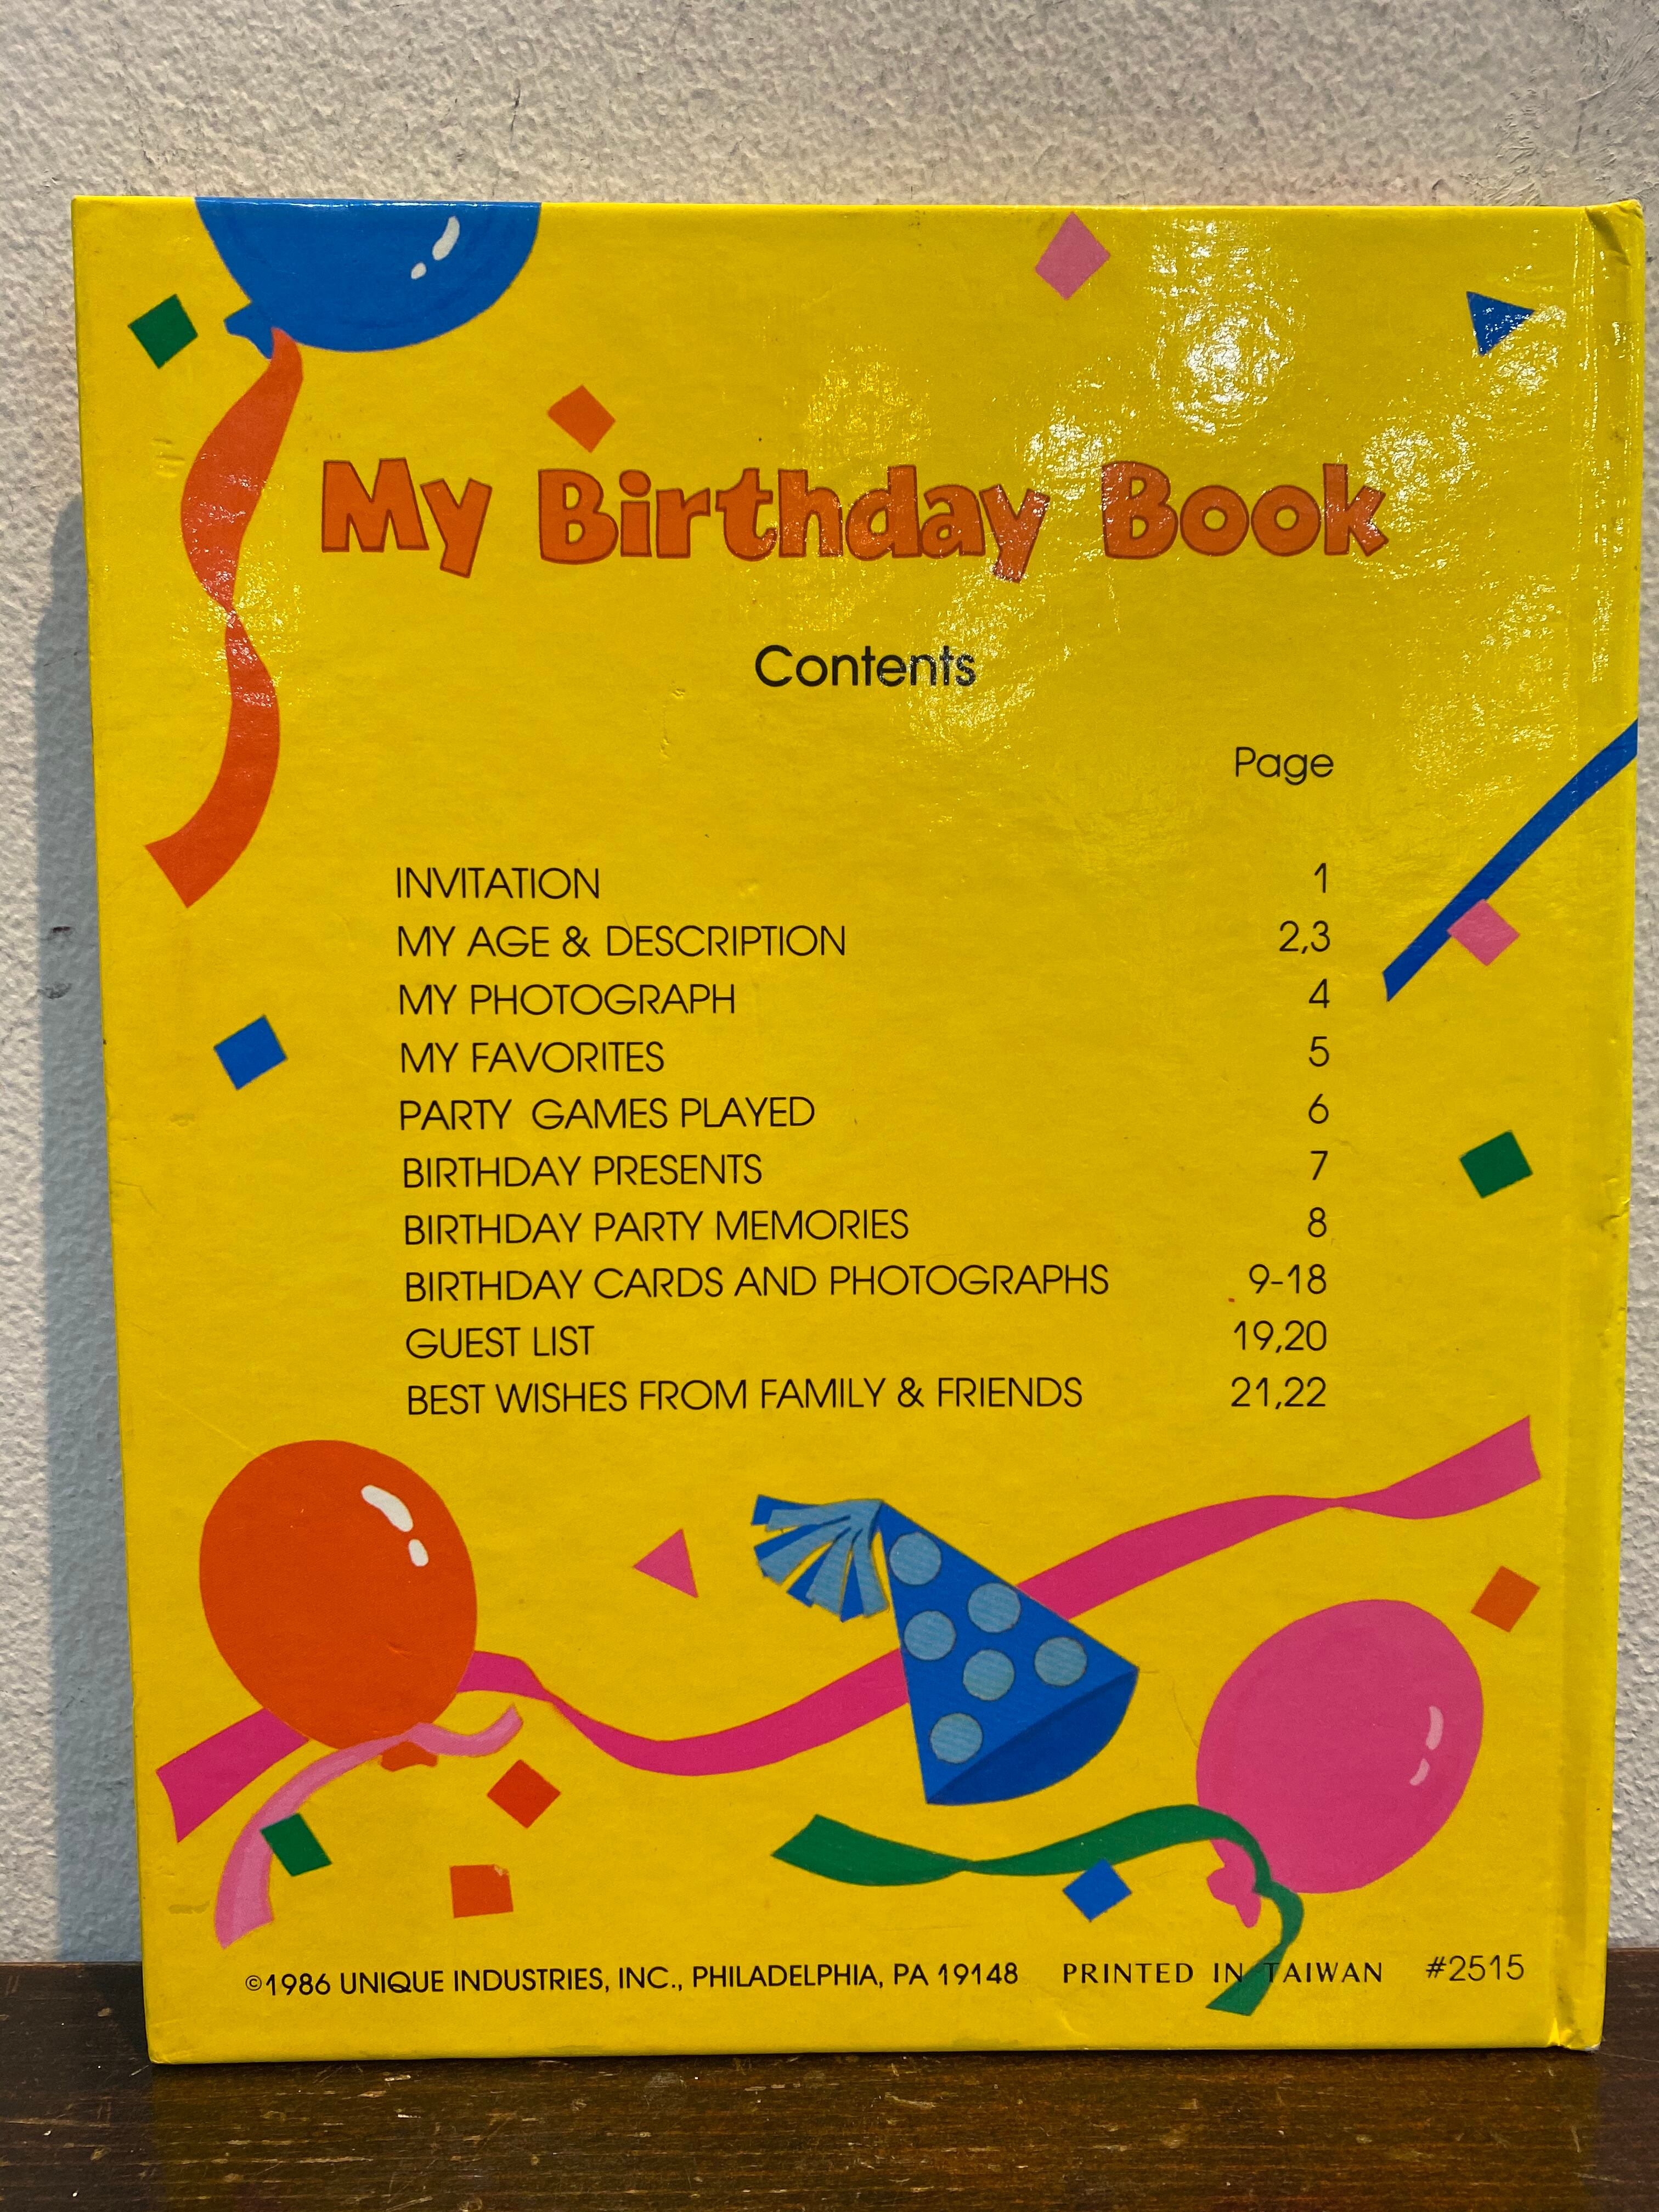 My Birthday Book
Contents
Page
INVITATION 1
MY AGE & DESCRIPTION 2,3
MY PHOTOGRAPH 4
MY FAVORITES 5
PARTY GAMES PLAYED 6
BIRTHDAY PRESENTS 7
BIRTHDAY PARTY MEMORIES 8
BIRTHDAY CARDS AND PHOTOGRAPHS 9-18
GUEST LIST 19,20
BEST WISHES FROM FAMILY & FRIENDS 21,22
©1986 UNIQUE INDUSTRIES, INC., PHILADELPHIA, PA 19148 PRINTED IN TAIWAN #2515